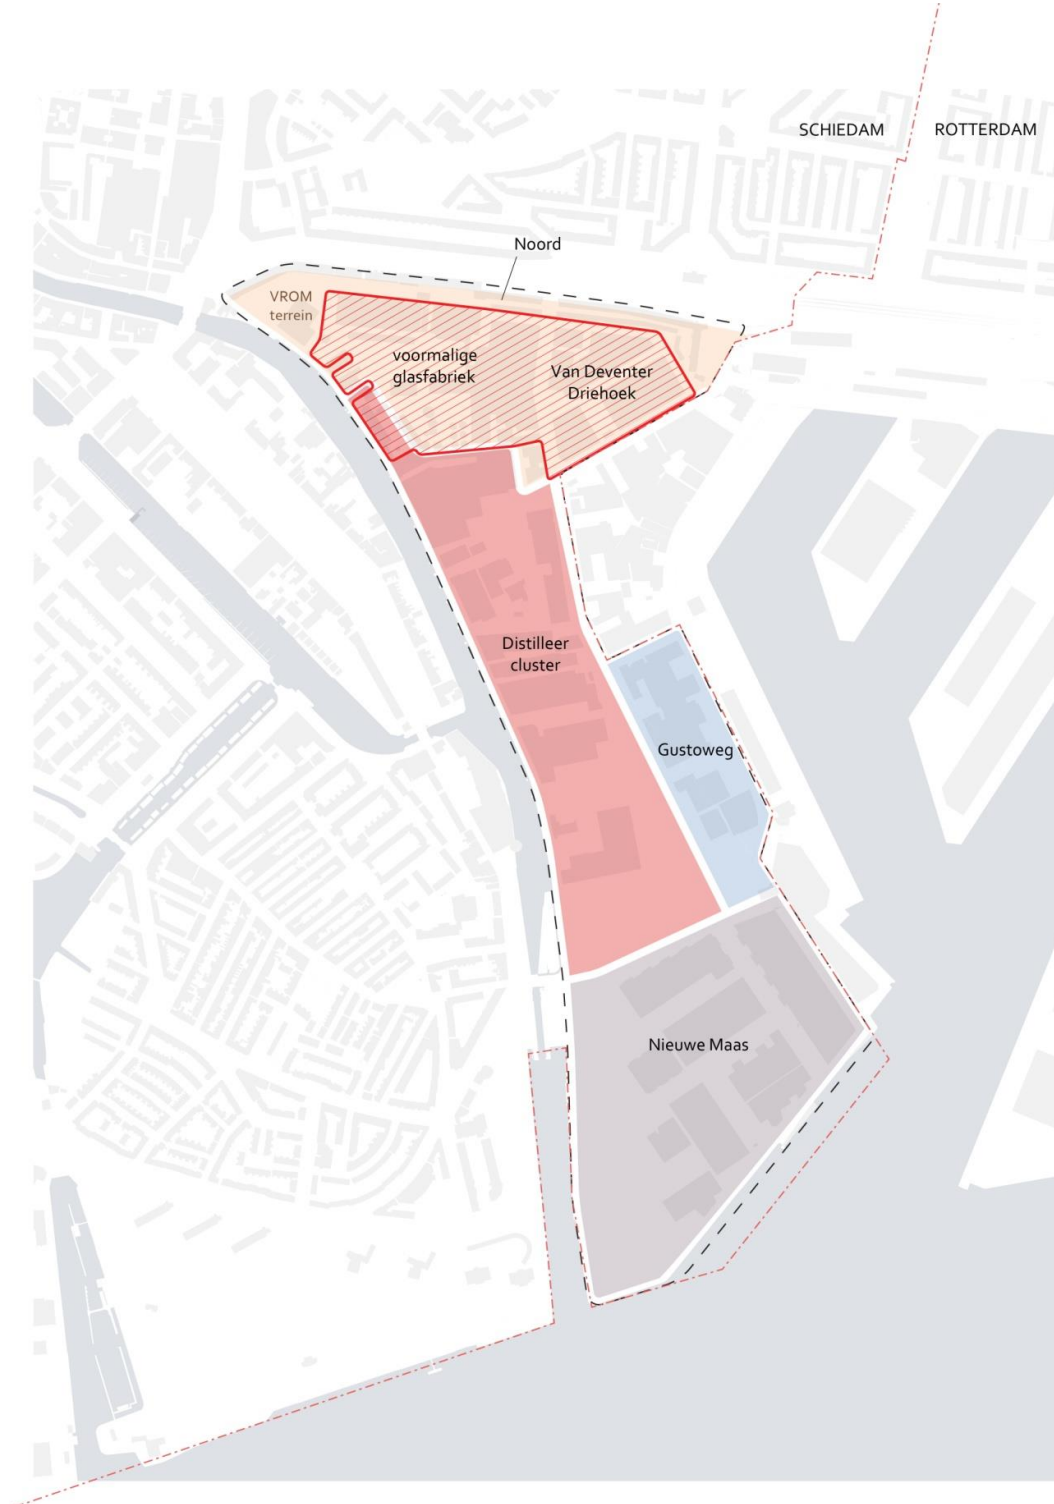 SCHIEDAM
ROTTERDAM
Noord
VROM
terrein
voormalige
glasfabriek
Van Deventer
Driehoek
Distilleer
cluster
Gustoweg
Nieuwe Maas